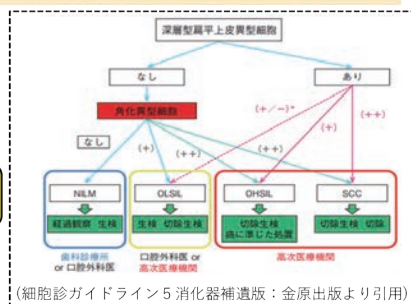 深層型扁平上皮異型細胞
なし
あり
角化異型細胞
(+/−)*
(+)
(++)
なし
(+)
(++)
(++)
NILM
OLSIL
OHSIL
SCC
経過観察 生検
生検 切除生検
切除生検
癌に準じた処置
切除生検 切除
歯科診療所
or 口腔外科医
口腔外科医 or
高次医療機関
高次医療機関
(細胞診ガイドライン5消化器補遺版：金原出版より引用)